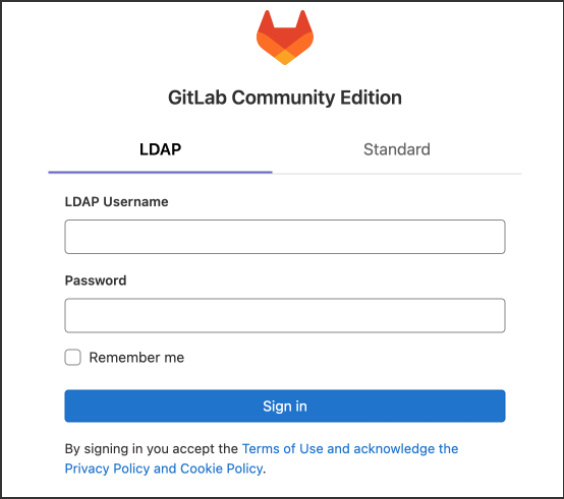 GitLab Community Edition
LDAP Standard
LDAP Username
Password
Remember me
Sign in
By signing in you accept the Terms of Use and acknowledge the
Privacy Policy and Cookie Policy.